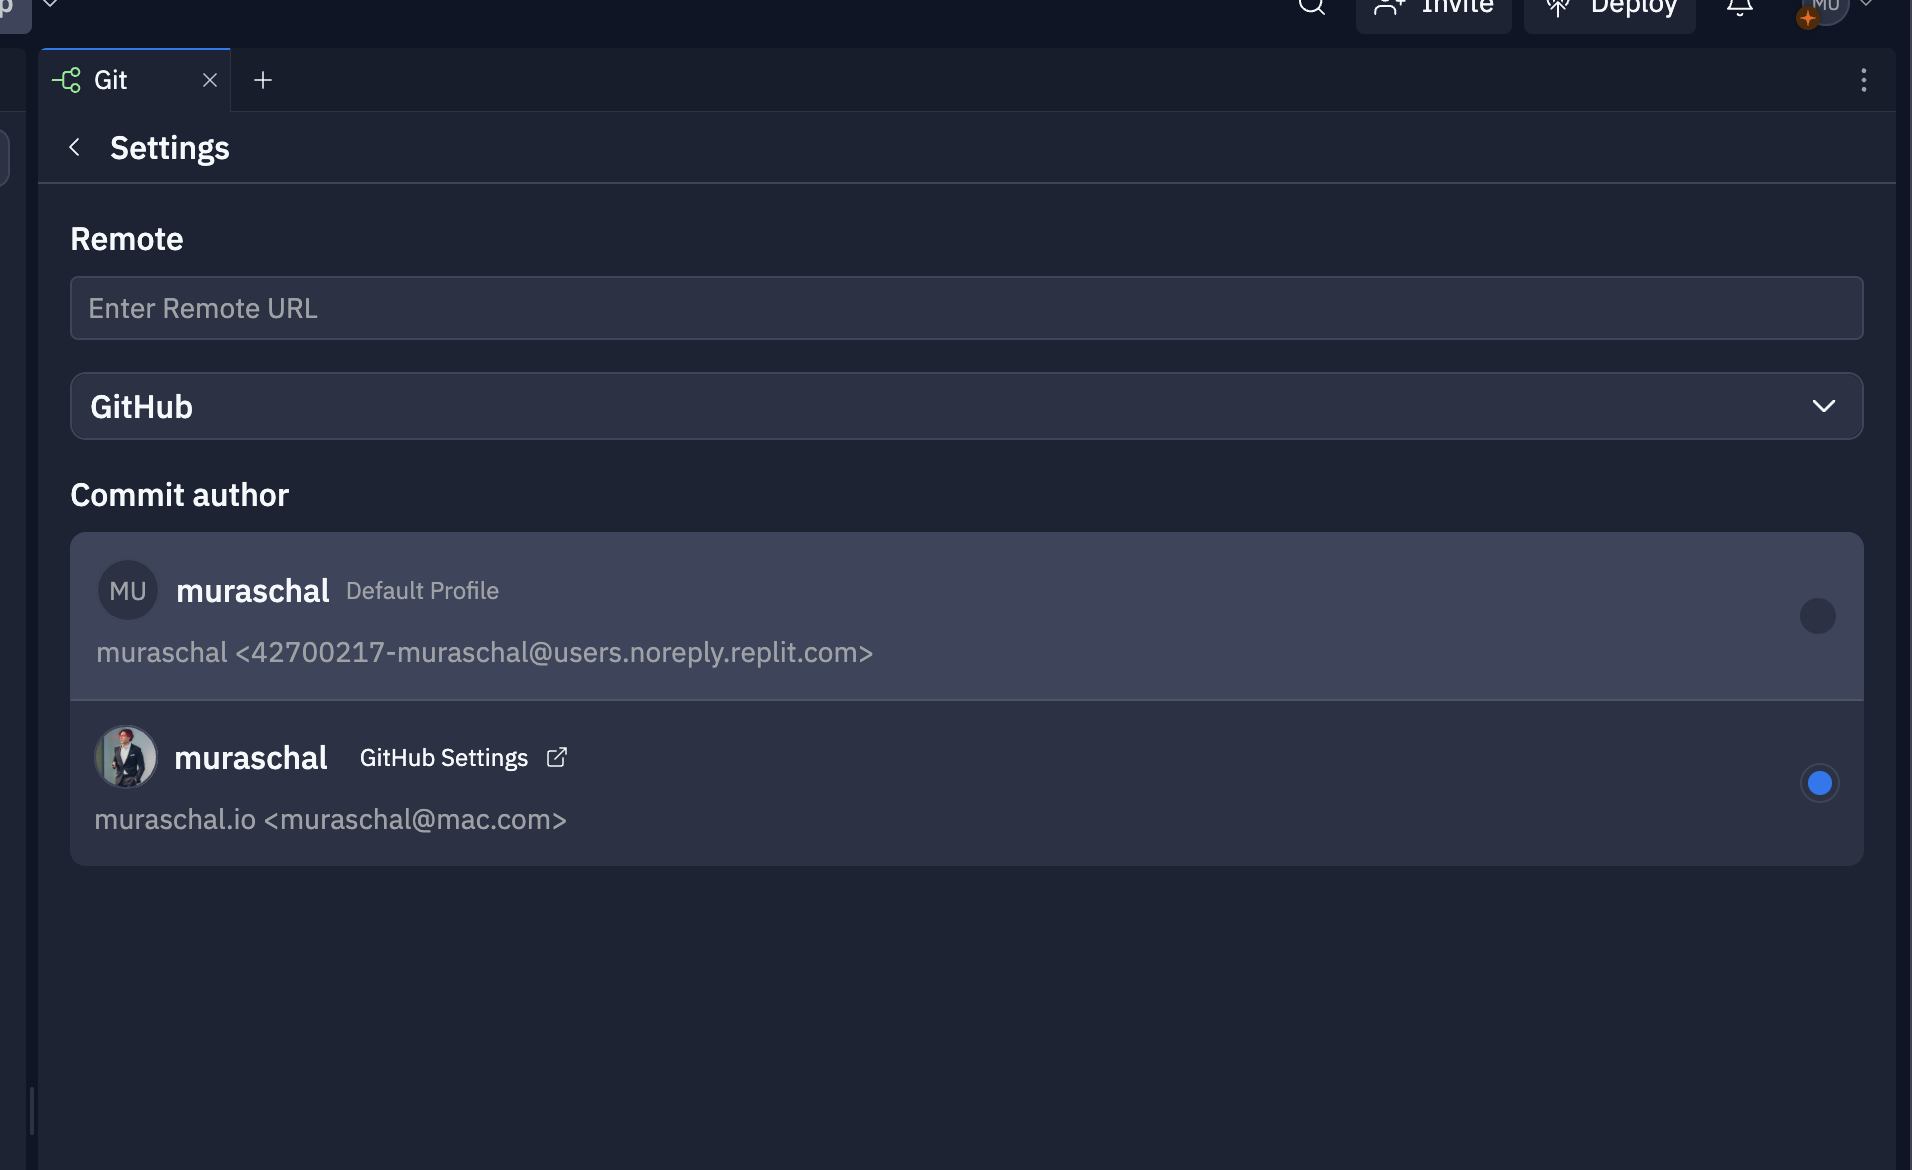 Invite
Deploy
MU
Git
Settings
Remote
Enter Remote URL
GitHub
Commit author
MU
muraschal Default Profile
muraschal <42700217-muraschal@users.noreply.replit.com>
muraschal GitHub Settings
muraschal.io <muraschal@mac.com>